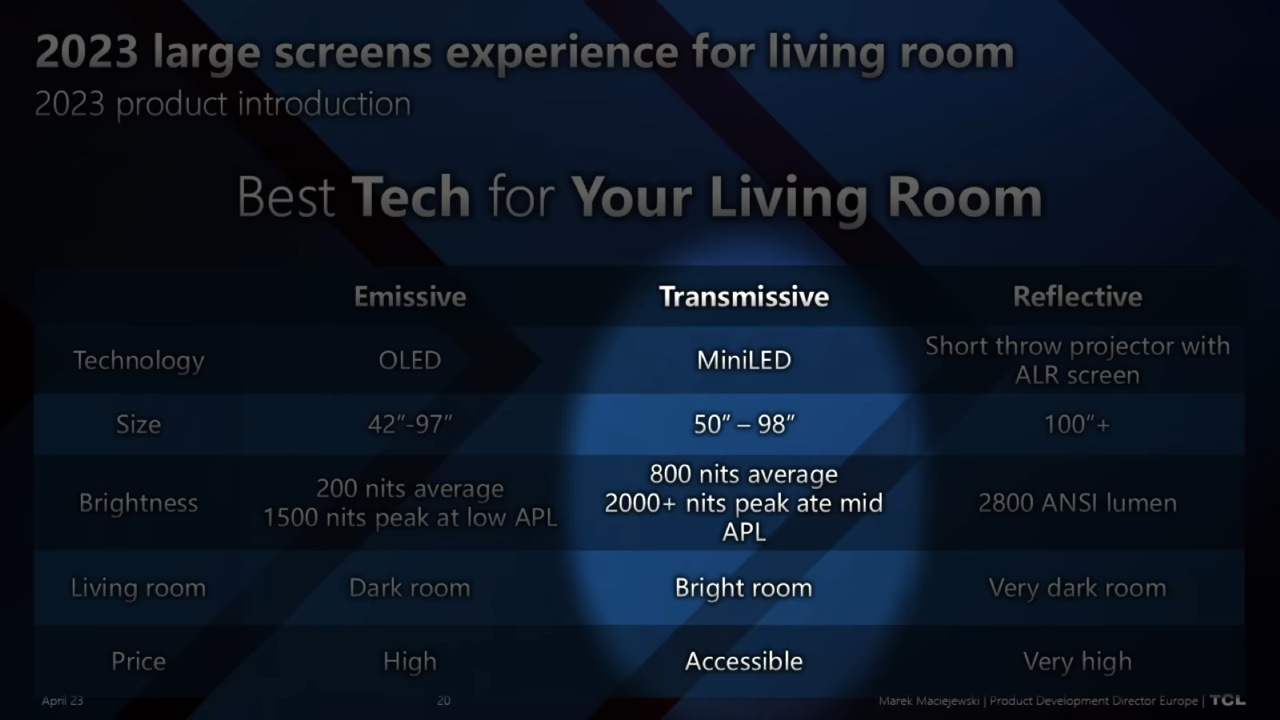 2023 large screens experience for living room
2023 product introduction
Best Tech for Your Living Room
Emissive Transmissive Reflective
Technology OLED MiniLED Short throw projector with
ALR screen
Size 42”-97” 50” – 98” 100”+
Brightness 200 nits average
1500 nits peak at low APL 800 nits average
2000+ nits peak ate mid
APL 2800 ANSI lumen
Living room Dark room Bright room Very dark room
Price High Accessible Very high
April 23 20 Marek Maciejewski | Product Development Director Europe | TCL